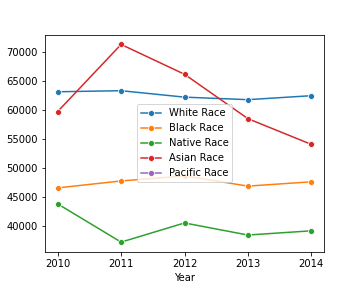 70000
65000
60000
55000
50000
45000
40000
White Race
Black Race
Native Race
Asian Race
Pacific Race
2010 2011 2012 2013 2014
Year